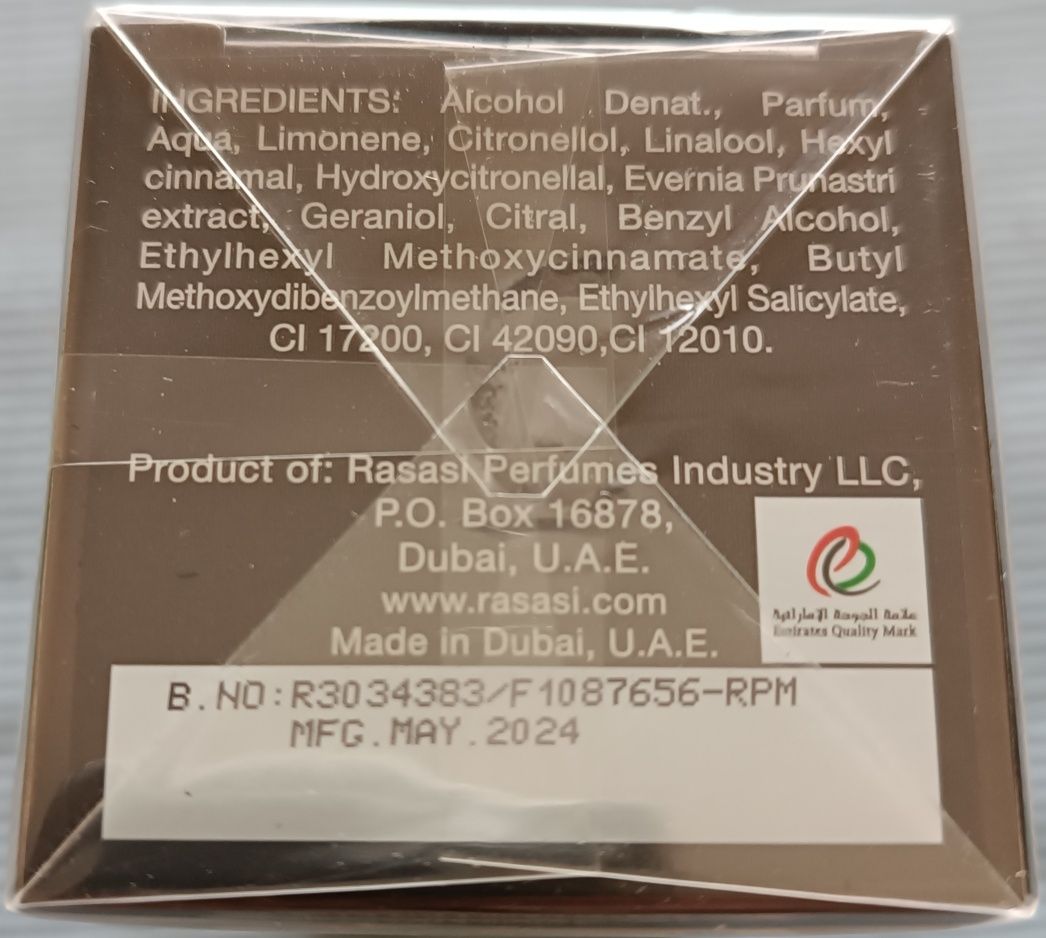 INGREDIENTS: Alcohol Denat., Parfum,
Aqua, Limonene, Citronellol, Linalool, Hexyl
cinnamal, Hydroxycitronellal, Evernia Prunastri
extract, Geraniol, Citral, Benzyl Alcohol,
Ethylhexyl Methoxycinnamate, Butyl
Methoxydibenzoylmethane, Ethylhexyl Salicylate,
CI 17200, CI 42090,CI 12010.
Product of: Rasasi Perfumes Industry LLC,
P.O. Box 16878,
Dubai, U.A.E.
www.rasasi.com
Made in Dubai, U.A.E.
علامة الجودة الإماراتية
Emirates Quality Mark
B.NO:R3034383/F1087656-RPM
MFG.MAY.2024